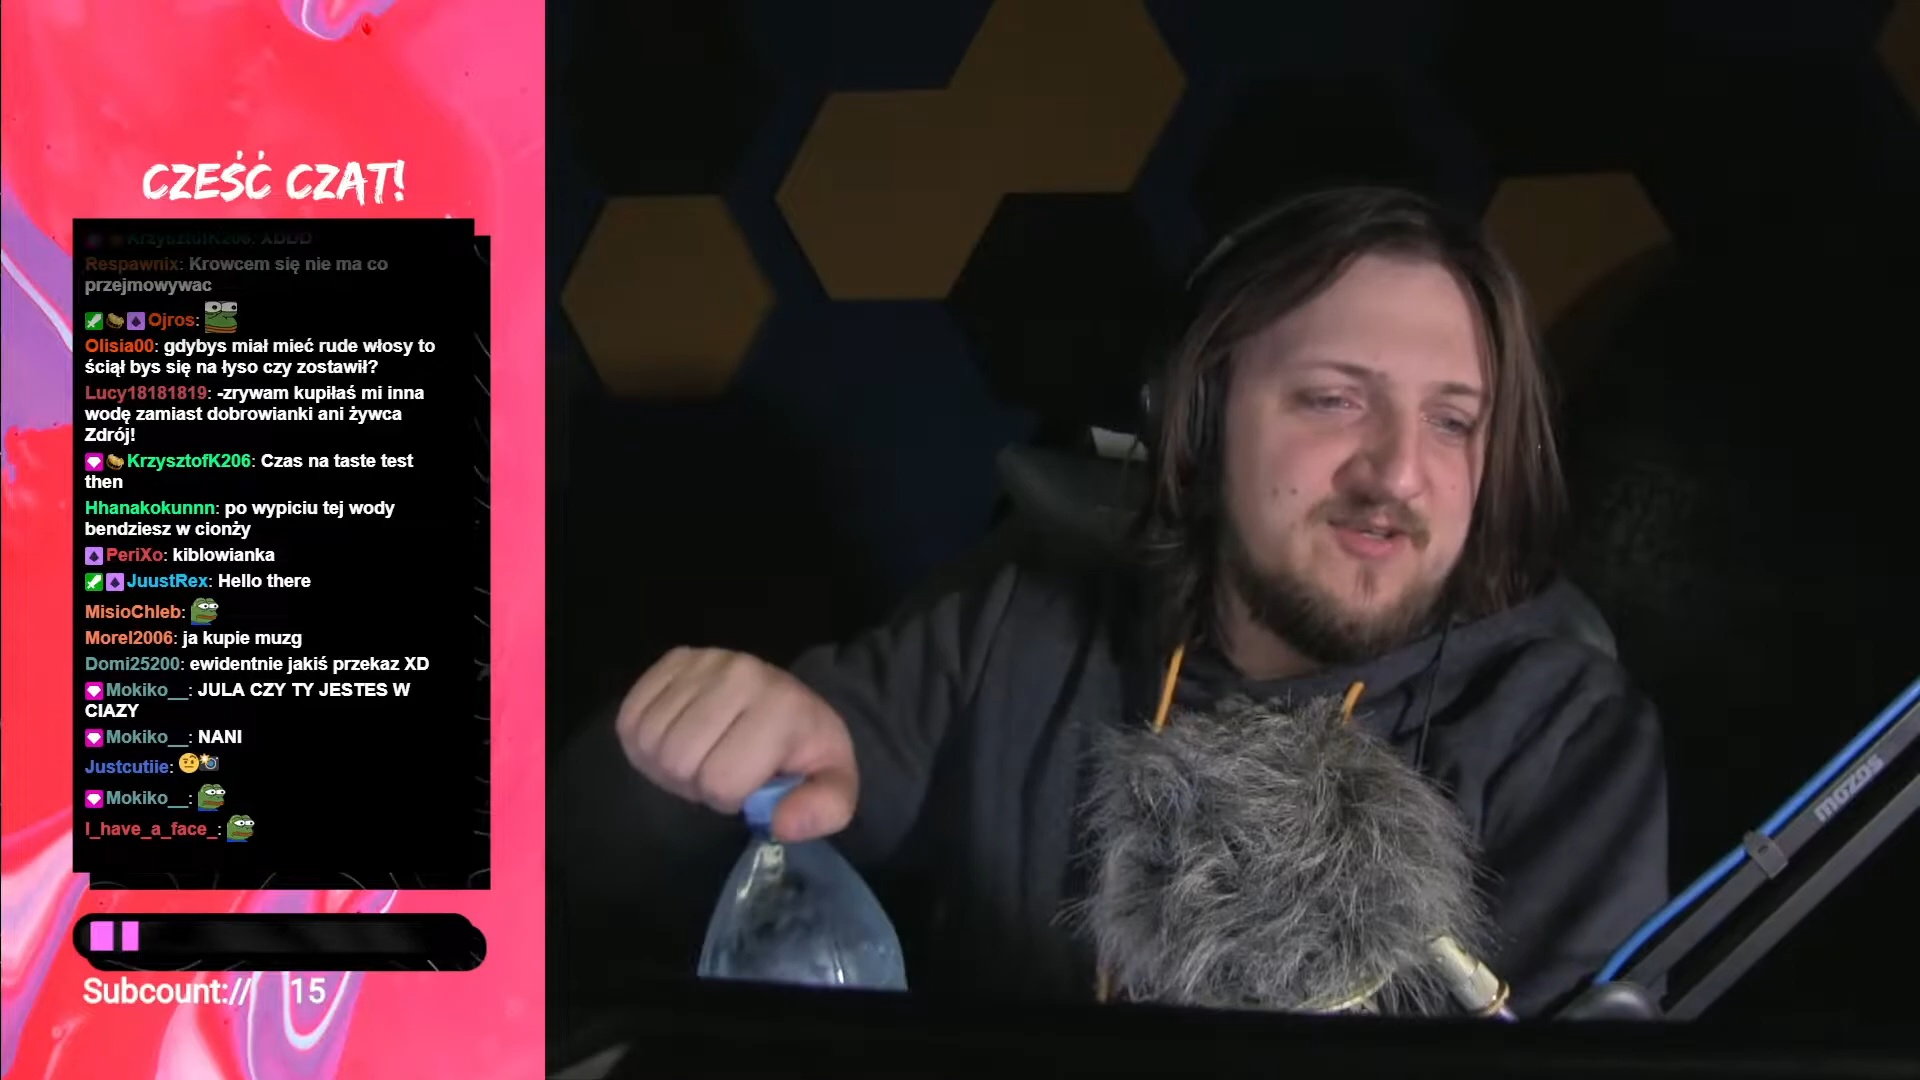 CZEŚĆ CZAT!
KrzysztofK206: XDDD
Respawnix: Krowcem się nie ma co
przejmowywac
Ojros:
Olisia00: gdybys miał mieć rude włosy to
ściął bys się na łyso czy zostawił?
Lucy18181819: -zrywam kupiłaś mi inna
wodę zamiast dobrowianki ani żywca
Zdrój!
KrzysztofK206: Czas na taste test
then
Hhanakokunnn: po wypiciu tej wody
bendziesz w cionży
PeriXo: kiblowianka
JuustRex: Hello there
MisioChleb:
Morel2006: ja kupie muzg
Domi25200: ewidentnie jakiś przekaz XD
Mokiko__: JULA CZY TY JESTES W
CIAZY
Mokiko__: NANI
Justcutiie:
Mokiko__:
I_have_a_face_:
Subcount:// 15
MOZOS